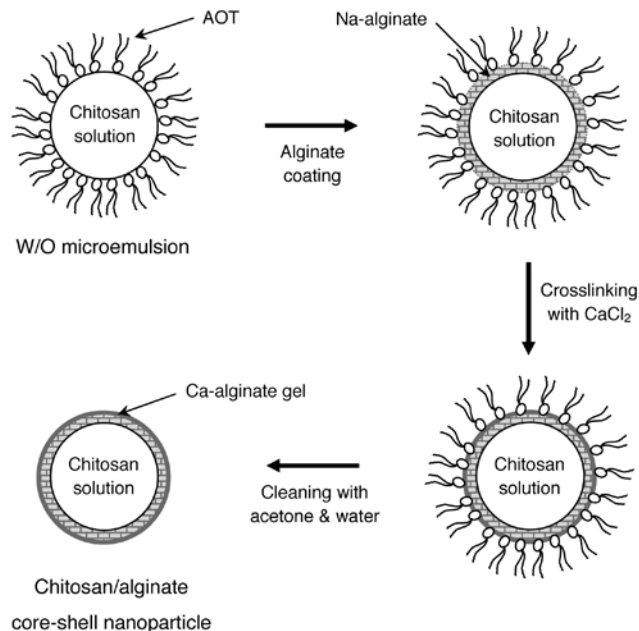 AOT
Chitosan
solution
W/O microemulsion
Alginate
coating
Na-alginate
Chitosan
solution
Crosslinking
with CaCl₂
Chitosan
solution
Cleaning with
acetone & water
Ca-alginate gel
Chitosan
solution
Chitosan/alginate
core-shell nanoparticle